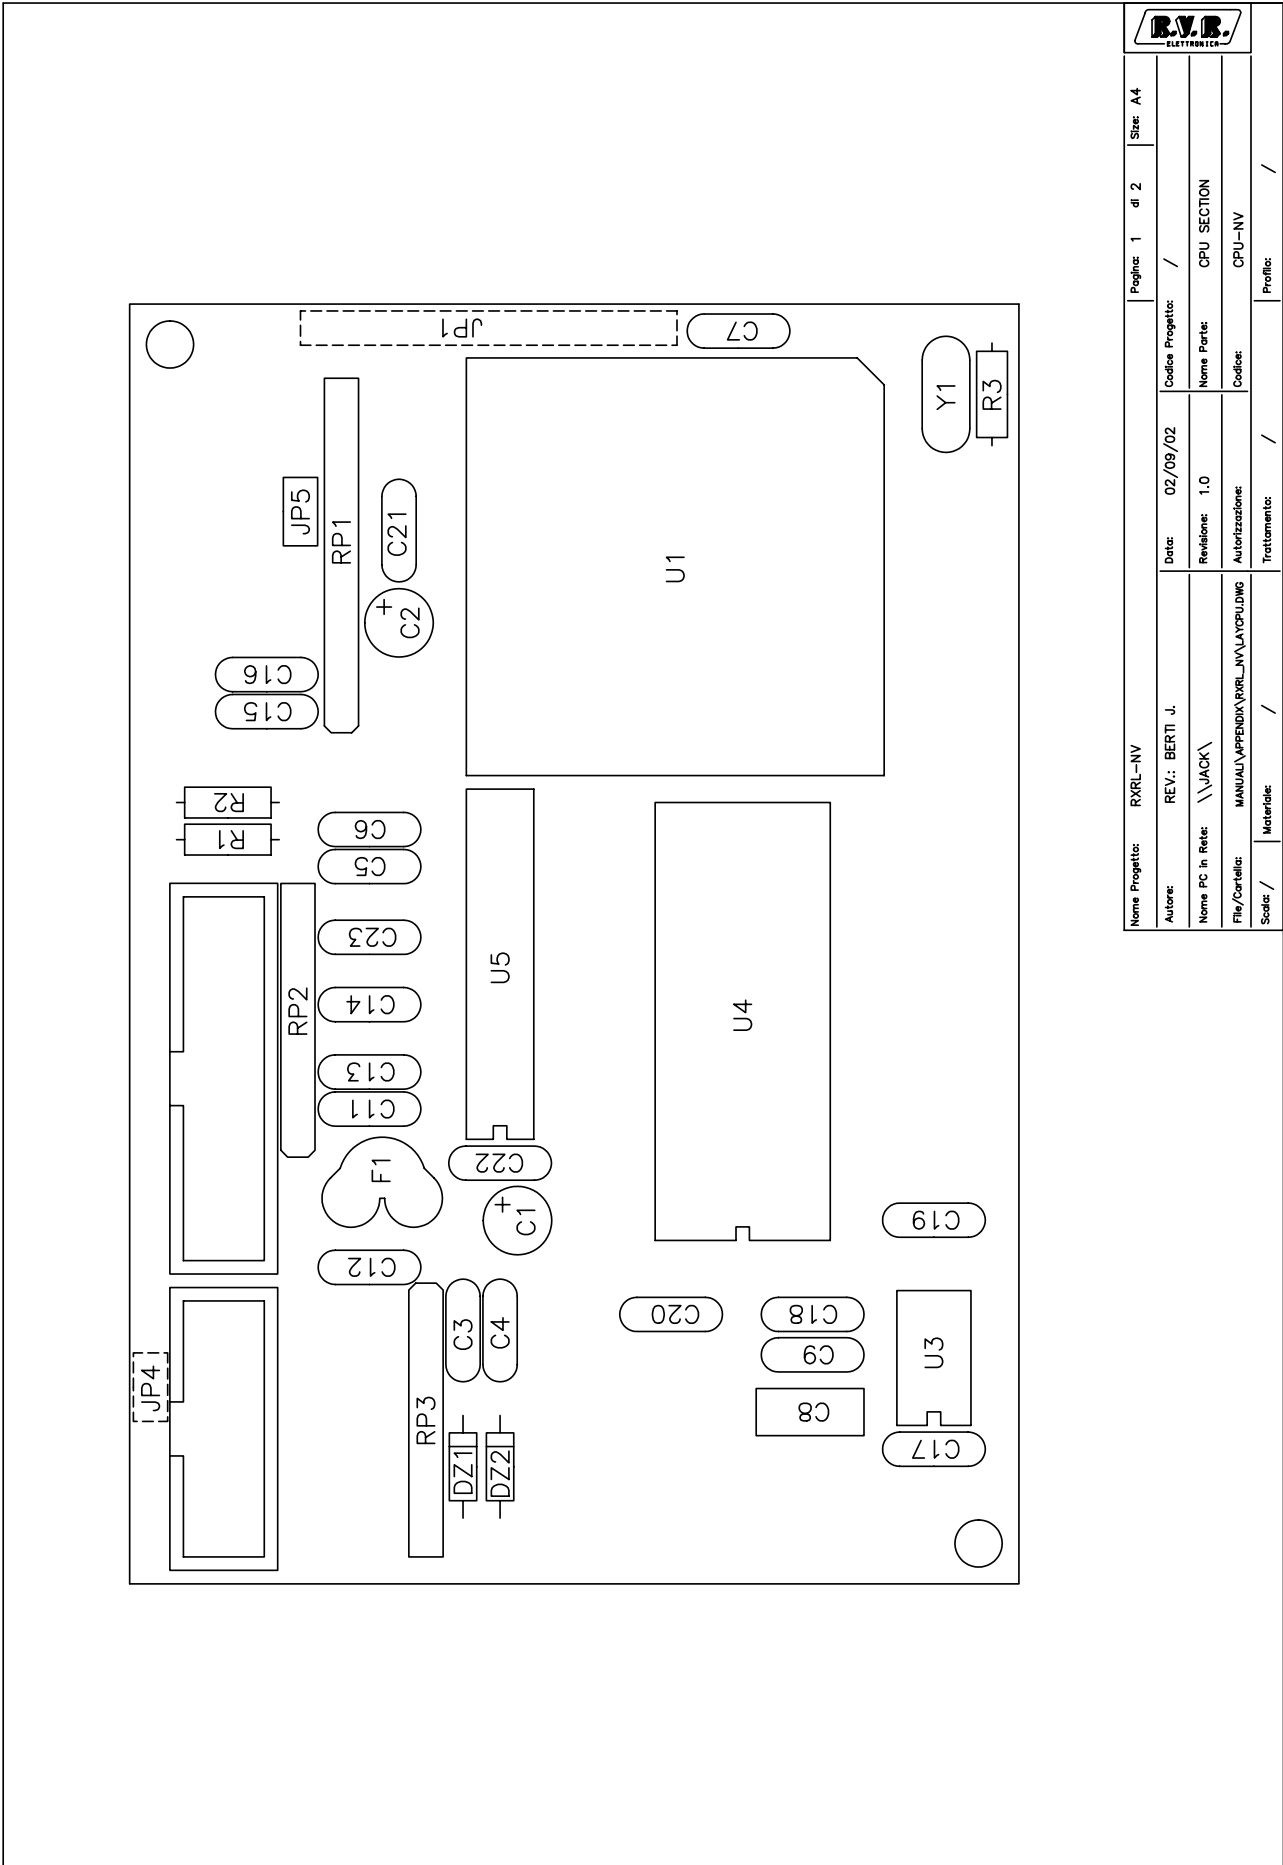 R.V.R.
ELETTRONICA
Nome Progetto: RXRL-NV
Pagina: 1 di 2
Size: A4
Autore: REV.: BERTI J.
Data: 02/09/02
Codice Progetto: /
Nome PC in Rete: \\JACK\
Revisione: 1.0
Nome Parte: CPU SECTION
File/Cartella: MANUALI\APPENDIX\RXRL_NV\LAYCPU.DWG
Autorizzazione:
Codice: CPU-NV
Scala: /
Materiale: /
Trattamento: /
Profilo: /
JP1
C7
Y1
R3
JP5
RP1
C21
C2
U1
C16
C15
R2
R1
C6
C5
C23
RP2
C14
U5
U4
C13
C11
F1
C22
C1
C19
C12
C3
C4
C20
C18
C9
U3
JP4
RP3
C8
DZ1
DZ2
C17